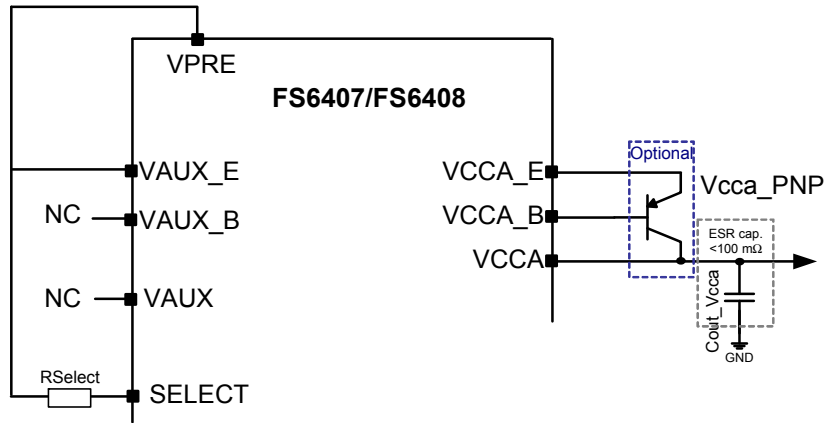 VPRE
FS6407/FS6408
VAUX_E
NC
VAUX_B
NC
VAUX
RSelect
SELECT
VCCA_E
VCCA_B
VCCA
Optional
Vcca_PNP
ESR cap.
<100 mΩ
Cout_Vcca
GND